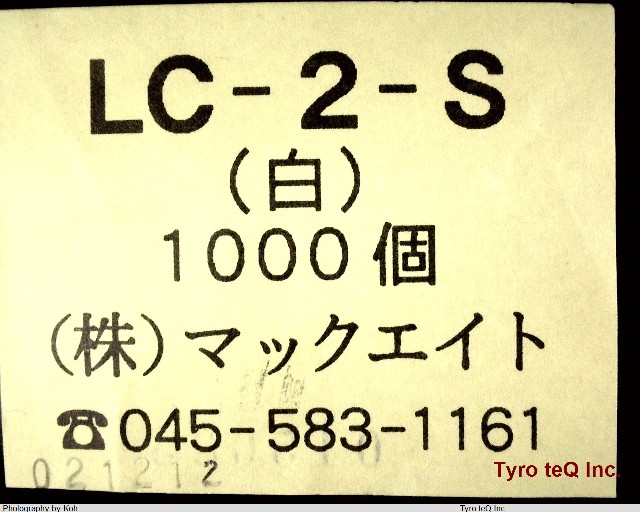 LC-2-S
(白)
1000個
(株)マックエイト
☎045-583-1161
021212
Tyro teQ Inc.
Photography by Koh
Tyro teQ Inc